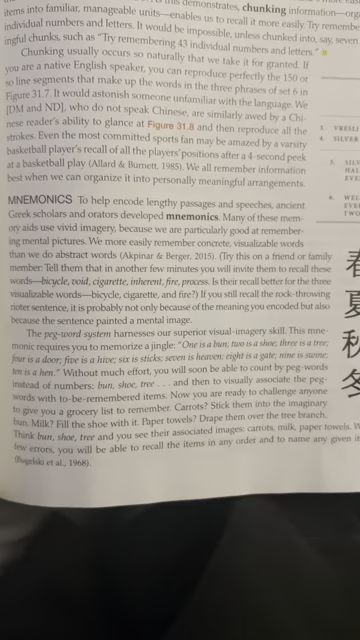 this demonstrates, chunking information—
items into familiar, manageable units—enables us to recall it more easily. Try remembe
individual numbers and letters. It would be impossible, unless chunked into, say, seven
ingful chunks, such as "Try remembering 43 individual numbers and letters."
Chunking usually occurs so naturally that we take it for granted. If
you are a native English speaker, you can reproduce perfectly the 150 or
so line segments that make up the words in the three phrases of set 6 in
Figure 31.7. It would astonish someone unfamiliar with the language. We
[DM and ND], who do not speak Chinese, are similarly awed by a Chi-
nese reader's ability to glance at Figure 31.8 and then reproduce all the
strokes. Even the most committed sports fan may be amazed by a varsity
basketball player's recall of all the players' positions after a 4-second peek
at a basketball play (Allard & Burnett, 1985). We all remember information
best when we can organize it into personally meaningful arrangements.
MNEMONICS To help encode lengthy passages and speeches, ancient
Greek scholars and orators developed mnemonics. Many of these mem-
ory aids use vivid imagery, because we are particularly good at remember-
ing mental pictures. We more easily remember concrete, visualizable words
than we do abstract words (Akpinar & Berger, 2015). (Try this on a friend or family
member: Tell them that in another few minutes you will invite them to recall these
words—bicycle, void, cigarette, inherent, fire, process. Is their recall better for the three
visualizable words—bicycle, cigarette, and fire?) If you still recall the rock-throwing
rioter sentence, it is probably not only because of the meaning you encoded but also
because the sentence painted a mental image.
The peg-word system harnesses our superior visual-imagery skill. This mne-
monic requires you to memorize a jingle: "One is a bun; two is a shoe; three is a tree;
four is a door; five is a hive; six is sticks; seven is heaven; eight is a gate; nine is swine;
ten is a hen." Without much effort, you will soon be able to count by peg-words
instead of numbers: bun, shoe, tree . . . and then to visually associate the peg-
words with to-be-remembered items. Now you are ready to challenge anyone
to give you a grocery list to remember. Carrots? Stick them into the imaginary
bun. Milk? Fill the shoe with it. Paper towels? Drape them over the tree branch.
Think bun, shoe, tree and you see their associated images: carrots, milk, paper towels. W
few errors, you will be able to recall the items in any order and to name any given it
(Bugelski et al., 1968).
3. VRESLI
4. SILVER
5. SILV
HAL
EVE
6. WEL
EVE
TWO
春
夏
秋
冬